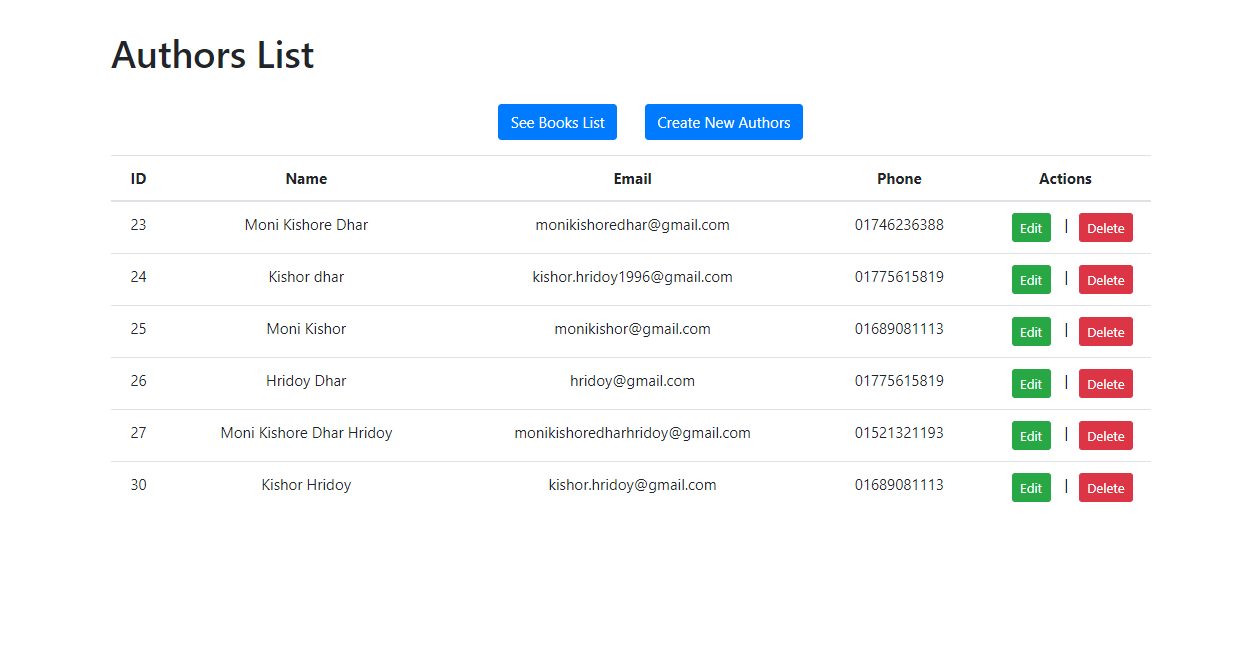 Authors List
See Books List Create New Authors
ID Name Email Phone Actions
23 Moni Kishore Dhar monikishoredhar@gmail.com 01746236388 Edit | Delete
24 Kishor dhar kishor.hridoy1996@gmail.com 01775615819 Edit | Delete
25 Moni Kishor monikishor@gmail.com 01689081113 Edit | Delete
26 Hridoy Dhar hridoy@gmail.com 01775615819 Edit | Delete
27 Moni Kishore Dhar Hridoy monikishoredharhridoy@gmail.com 01521321193 Edit | Delete
30 Kishor Hridoy kishor.hridoy@gmail.com 01689081113 Edit | Delete